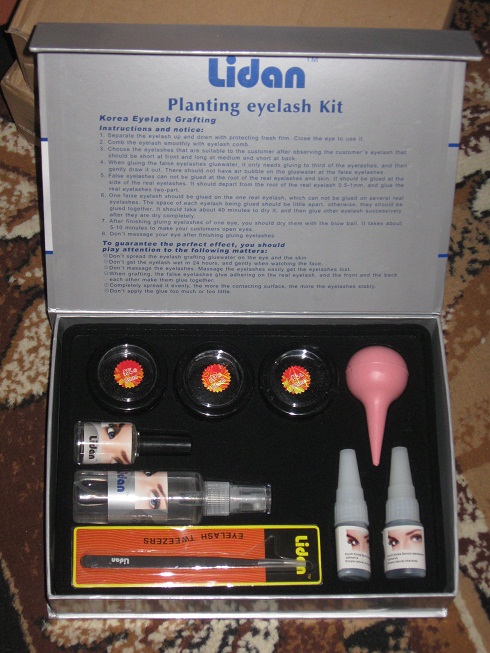 Lidan TM
Planting eyelash Kit
Korea Eyelash Grafting
Instructions and notice:
1. Separate the eyelash up and down with protecting fresh film. Close the eye to use it.
2. Comb the eyelash smoothly with eyelash comb.
3. Choose the eyelashes that are suitable to the customer after observing the customer's eyelash that
should be short at front and long at medium and short at back.
4. When gluing the false eyelashes gluewater, it only needs gluing to third of the eyelashes, and then
gently draw it out. There should not have air bubble on the gluewater at the false eyelashes.
5. False eyelashes can not be glued at the root of the real eyelashes and skin. It should be glued at the
side of the real eyelashes. It should depart from the root of the real eyelash 0.5-1mm, and glue the
real eyelashes two-part.
6. One false eyelash should be glued on the one real eyelash, which can not be glued on several real
eyelashes. The space of each eyelash being glued should be little apart, otherwise, they should be
glued together. It should take about 40 minutes to dry it, and then glue other eyelash successively
after they are dry completely.
7. After finishing gluing eyelashes of one eye, you should dry them with the blow ball. It takes about
5-10 minutes to make your customers open eyes.
8. Don't massage your eye after finishing gluing eyelashes.
To guarantee the perfect effect, you should
play attention to the following matters:
○Don't spread the eyelash grafting gluewater on the eye and the skin.
○Don't get the eyelash wet in 24 hours, and gently when watching the face.
○Don't massage the eyelashes. Massage the eyelashes easily get the eyelashes lost.
○When grafting, the false eyelashes glue adhering on the real eyelash, and the front and the back
each other make them glue together.
○Completely spread it evenly, the more the contacting surface, the more the eyelashes stably.
○Don't apply the glue too much or too little.
Lidan
Lidan
EYELASH TWEEZERS
Lidan